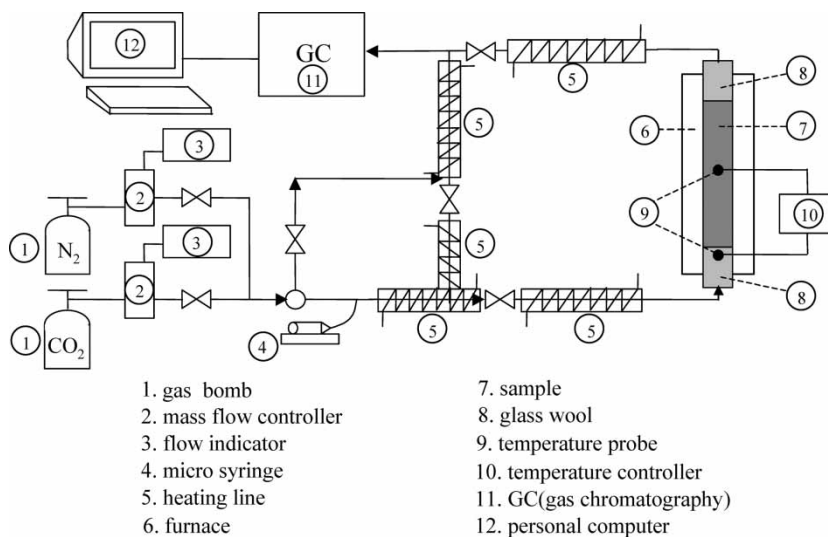 12
GC
11
5
8
3
5
6
7
2
9
10
1
N2
3
5
2
8
1
CO2
4
5
5
1. gas bomb
2. mass flow controller
3. flow indicator
4. micro syringe
5. heating line
6. furnace
7. sample
8. glass wool
9. temperature probe
10. temperature controller
11. GC(gas chromatography)
12. personal computer